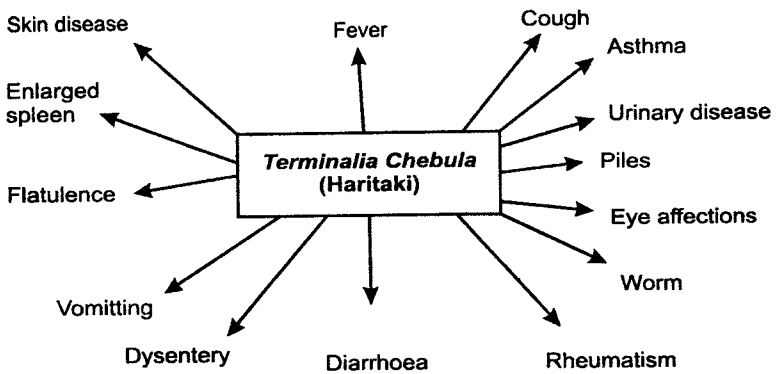 Skin disease
Fever
Cough
Asthma
Enlarged
spleen
Urinary disease
Terminalia Chebula
(Haritaki)
Piles
Flatulence
Eye affections
Worm
Vomitting
Dysentery
Diarrhoea
Rheumatism